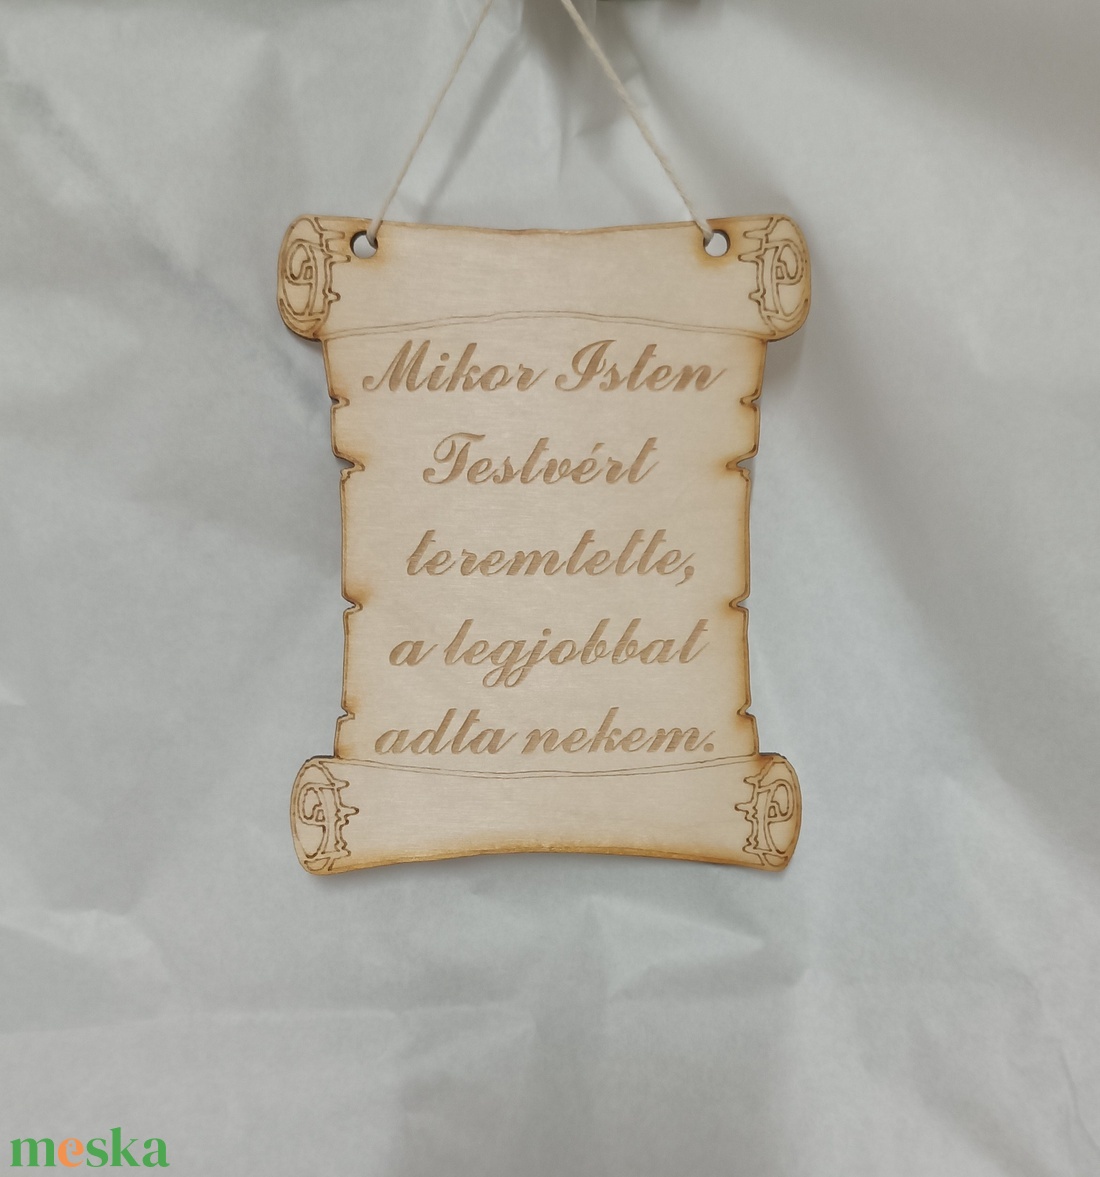 Mikor Isten
Testvért
teremtette,
a legjobbat
adta nekem.
meska